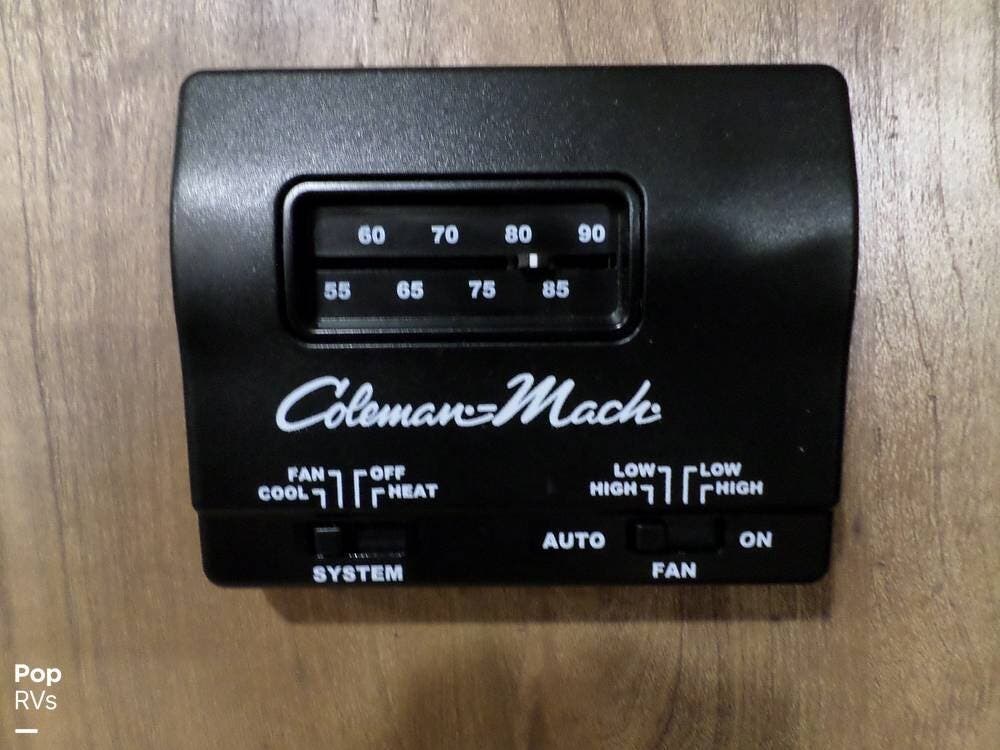 60 70 80 90
55 65 75 85
Coleman-Mach
FAN OFF
COOL HEAT
SYSTEM
LOW LOW
HIGH HIGH
AUTO ON
FAN
Pop
RVs